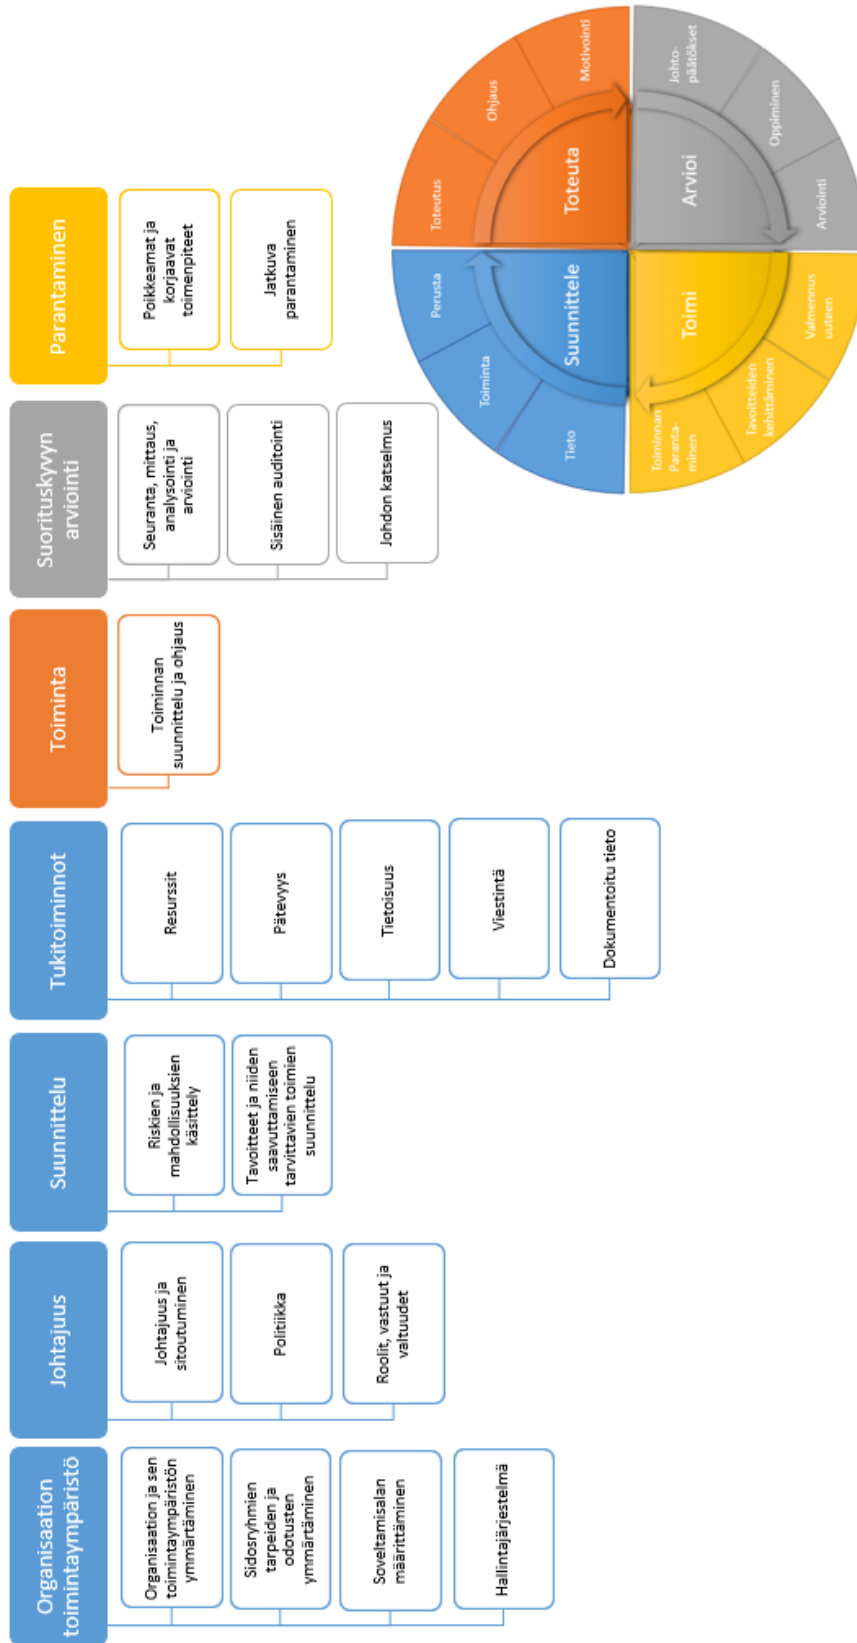 Organisaation
toimintaympäristö
Organisaation ja sen
toimintaympäristön
ymmärtäminen
Sidosryhmien
tarpeiden ja
odotusten
ymmärtäminen
Soveltamisalan
määrittäminen
Hallintajärjestelmä
Johtajuus
Johtajuus ja
sitoutuminen
Politiikka
Roolit, vastuut ja
valtuudet
Suunnittelu
Riskien ja
mahdollisuuksien
käsittely
Tavoitteet ja niiden
saavuttamiseen
tarvittavien toimien
suunnittelu
Tukitoiminnot
Resurssit
Pätevyys
Tietoisuus
Viestintä
Dokumentoitu tieto
Toiminta
Toiminnan
suunnittelu ja ohjaus
Suorituskyvyn
arviointi
Seuranta, mittaus,
analysointi ja
arviointi
Sisäinen auditointi
Johdon katselmus
Parantaminen
Poikkeamat ja
korjaavat
toimenpiteet
Jatkuva
parantaminen
Suunnittele
Tieto
Toiminta
Perusta
Toteuta
Toteutus
Ohjaus
Motivointi
Arvioi
Johto-
päätökset
Oppiminen
Arviointi
Toimi
Valmennus
uuteen
Tavoitteiden
kehittäminen
Toiminnan
Paranta-
minen